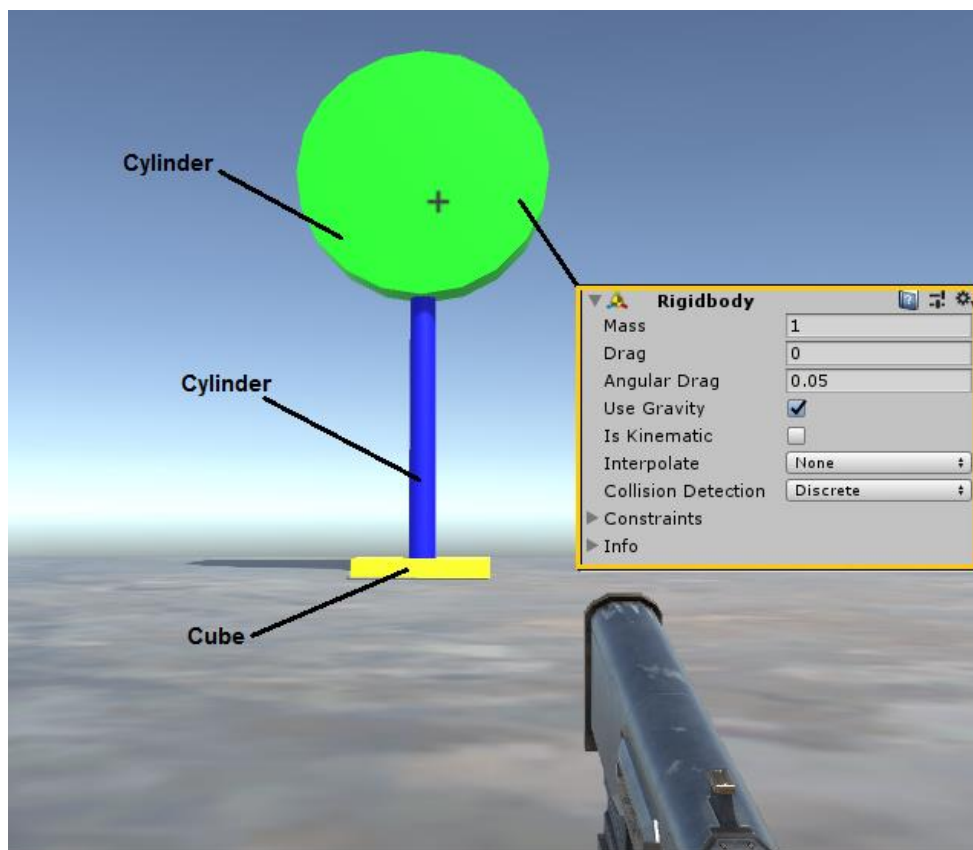 Cylinder
Cylinder
Cube
Rigidbody
Mass 1
Drag 0
Angular Drag 0.05
Use Gravity
Is Kinematic
Interpolate None
Collision Detection Discrete
Constraints
Info